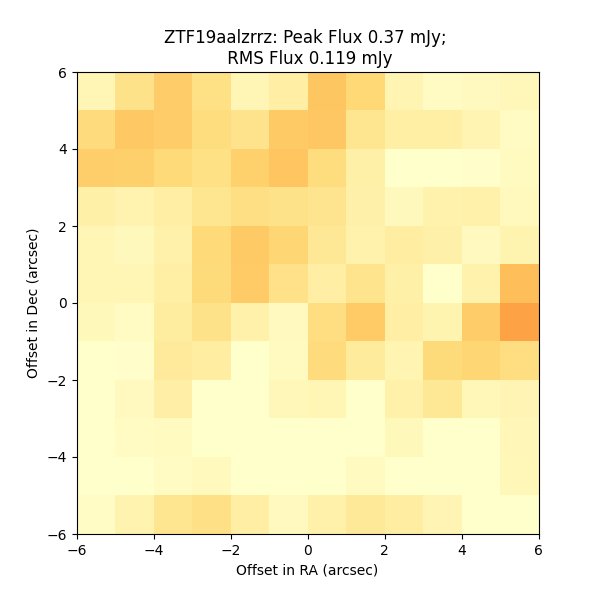 ZTF19aalzrrz: Peak Flux 0.37 mJy;
RMS Flux 0.119 mJy
6
4
2
0
−2
−4
−6
Offset in Dec (arcsec)
−6 −4 −2 0 2 4 6
Offset in RA (arcsec)